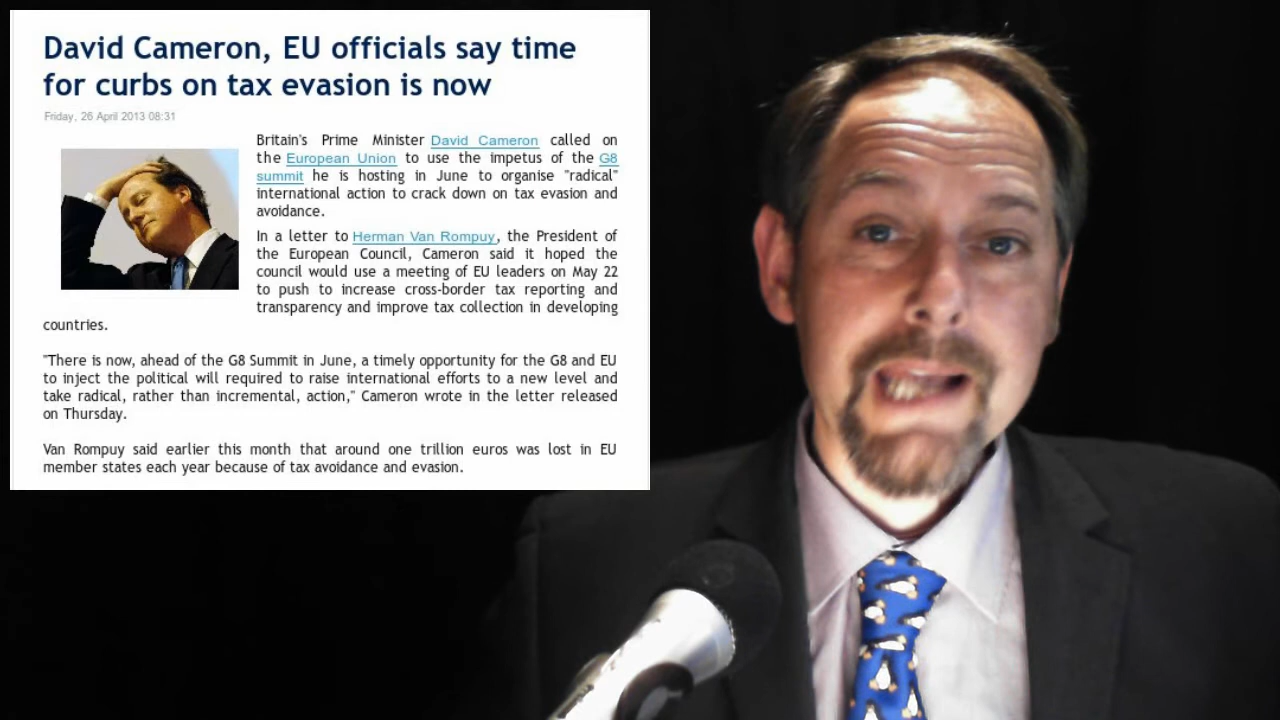 David Cameron, EU officials say time
for curbs on tax evasion is now
Friday, 26 April 2013 08:31
Britain's Prime Minister David Cameron called on
the European Union to use the impetus of the G8
summit he is hosting in June to organise "radical"
international action to crack down on tax evasion and
avoidance.
In a letter to Herman Van Rompuy, the President of
the European Council, Cameron said it hoped the
council would use a meeting of EU leaders on May 22
to push to increase cross-border tax reporting and
transparency and improve tax collection in developing
countries.
"There is now, ahead of the G8 Summit in June, a timely opportunity for the G8 and EU
to inject the political will required to raise international efforts to a new level and
take radical, rather than incremental, action," Cameron wrote in the letter released
on Thursday.
Van Rompuy said earlier this month that around one trillion euros was lost in EU
member states each year because of tax avoidance and evasion.